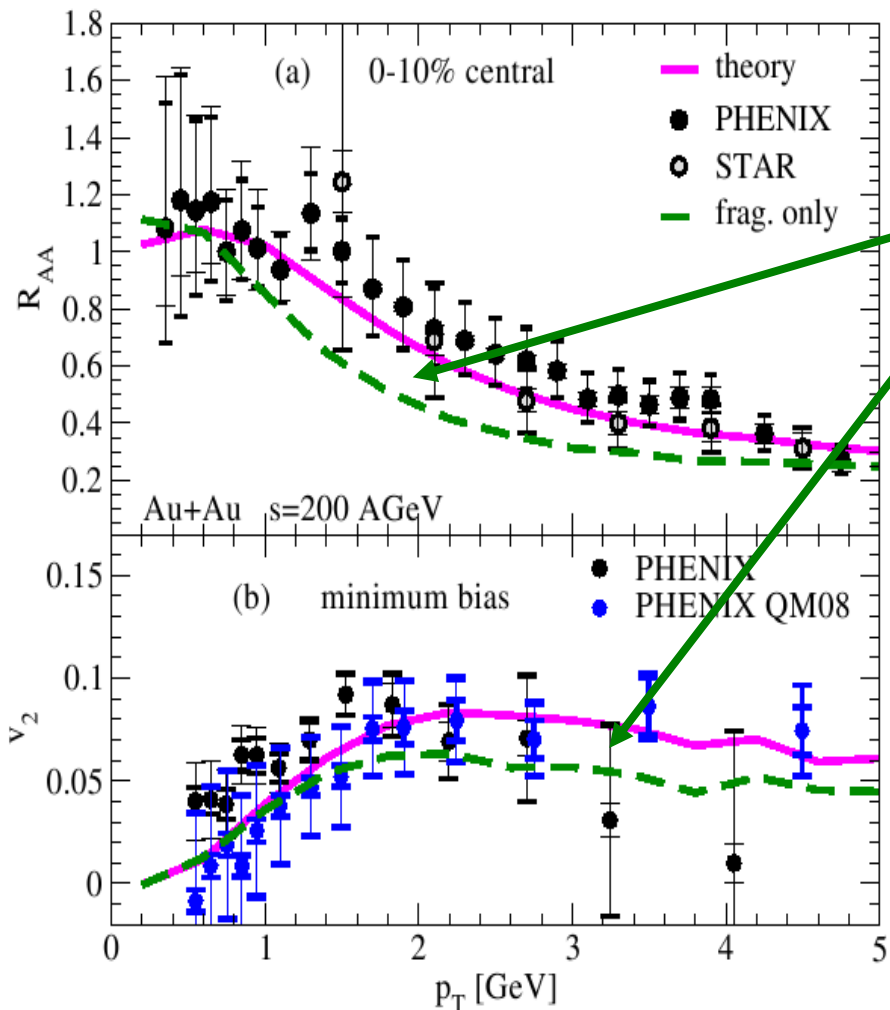 1.8
1.6
1.4
1.2
1
0.8
0.6
0.4
0.2
R_AA
(a) 0-10% central
theory
PHENIX
STAR
frag. only
Au+Au s=200 AGeV
0.15
0.1
0.05
0
v_2
(b) minimum bias
PHENIX
PHENIX QM08
0 1 2 3 4 5
p_T [GeV]